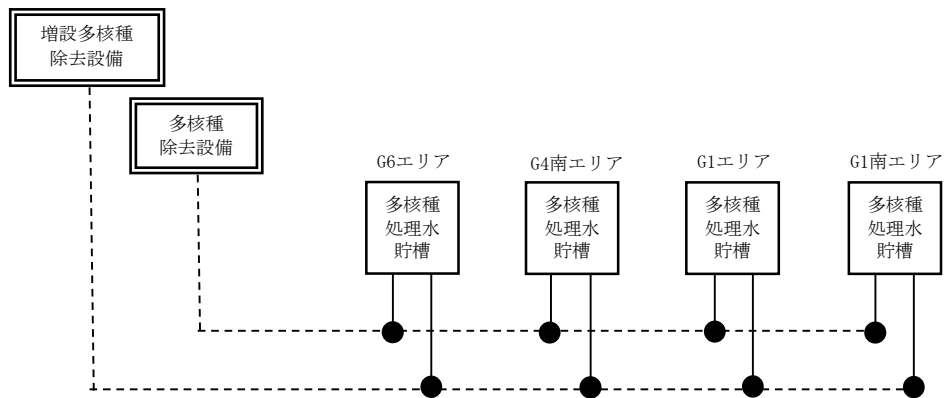 増設多核種
除去設備
多核種
除去設備
G6エリア
多核種
処理水
貯槽
G4南エリア
多核種
処理水
貯槽
G1エリア
多核種
処理水
貯槽
G1南エリア
多核種
処理水
貯槽